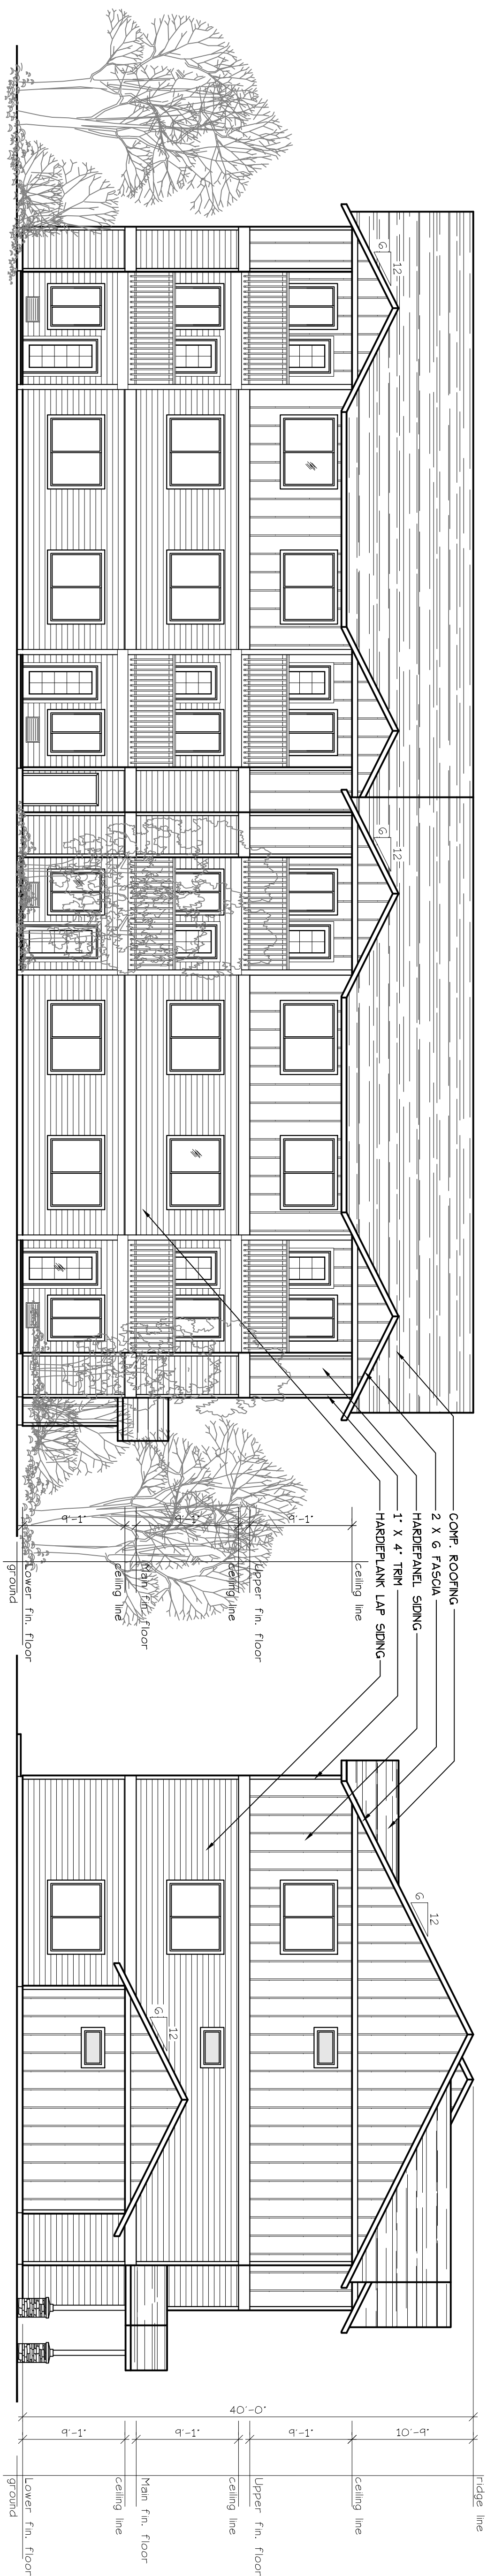 6
12
6
12
COMP. ROOFING
2 X 6 FASCIA
HARDIEPANEL SIDING
1" X 4" TRIM
HARDIEPLANK LAP SIDING
9'-1"
9'-1"
9'-1"
ceiling line
Upper fin. floor
ceiling line
Main fin. floor
ceiling line
Lower fin. floor
ground
6
12
6
12
40'-0"
10'-9"
9'-1"
9'-1"
9'-1"
ridge line
ceiling line
Upper fin. floor
ceiling line
Main fin. floor
ceiling line
Lower fin. floor
ground